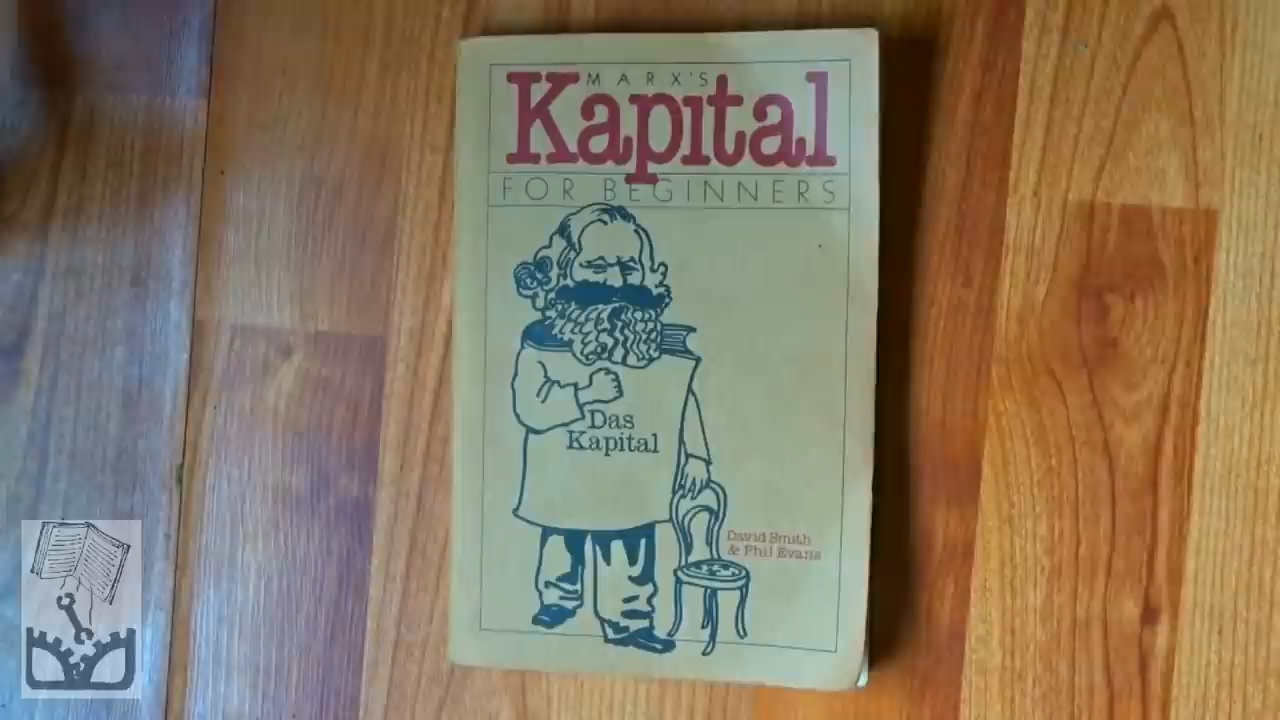 MARX'S
Kapital
FOR BEGINNERS
Das
Kapital
David Smith
& Phil Evans